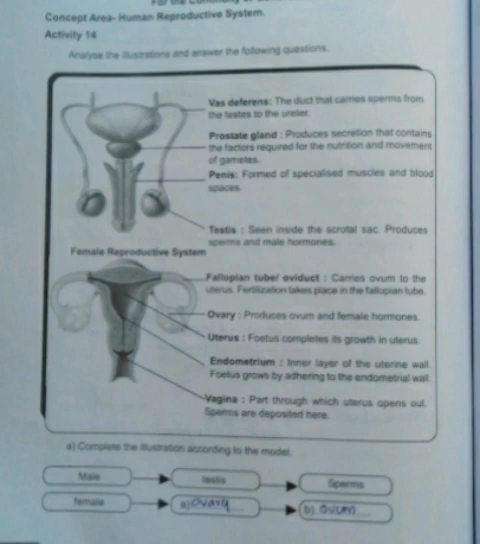 Concept Area- Human Reproductive System.
Activity 14
Analyse the illustrations and answer the following questions.
Vas deferens: The duct that carries sperms from
the testes to the ureter.
Prostate gland : Produces secretion that contains
the factors required for the nutrition and movement
of gametes.
Penis: Formed of specialised muscles and blood
spaces.
Testis : Seen inside the scrotal sac. Produces
sperms and male hormones.
Female Reproductive System
Fallopian tube/ oviduct : Carries ovum to the
uterus. Fertilization takes place in the fallopian tube.
Ovary : Produces ovum and female hormones.
Uterus : Foetus completes its growth in uterus.
Endometrium : Inner layer of the uterine wall.
Foetus grows by adhering to the endometrial wall.
Vagina : Part through which uterus opens out.
Sperms are deposited here.
a) Complete the illustration according to the model.
Male testis Sperms
female a) ovary b) ovum